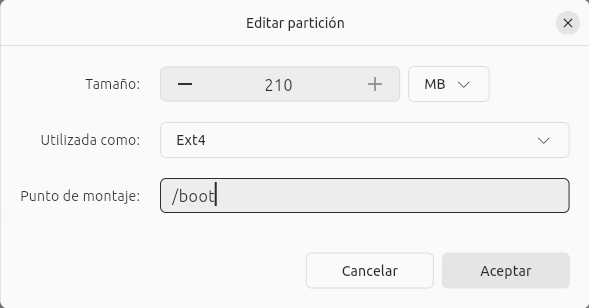 Editar partición
Tamaño: 210 MB
Utilizada como: Ext4
Punto de montaje: /boot
Cancelar Aceptar